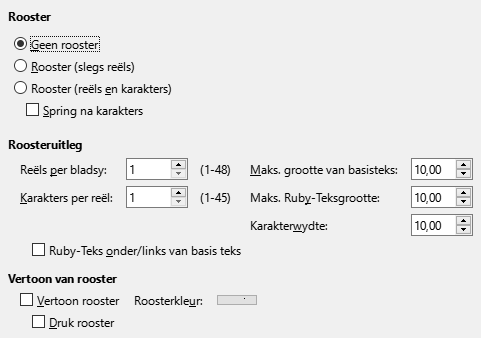 Rooster
Geen rooster
Rooster (slegs reëls)
Rooster (reëls en karakters)
Spring na karakters
Roosteruitleg
Reëls per bladsy: 1 (1-48) Maks. grootte van basisteks: 10,00
Karakters per reël: 1 (1-45) Maks. Ruby-Teksgrootte: 10,00
Karakterwydte: 10,00
Ruby-Teks onder/links van basis teks
Vertoon van rooster
Vertoon rooster Roosterkleur:
Druk rooster